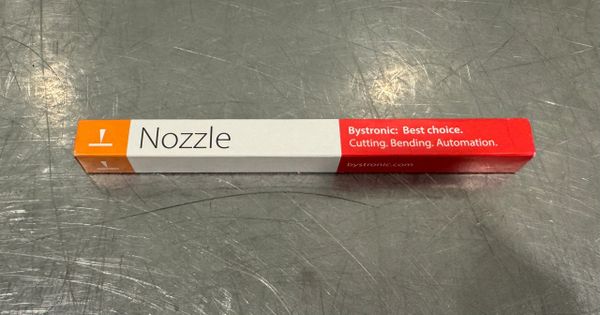 Nozzle
Bystronic: Best choice.
Cutting. Bending. Automation.
bystronic.com